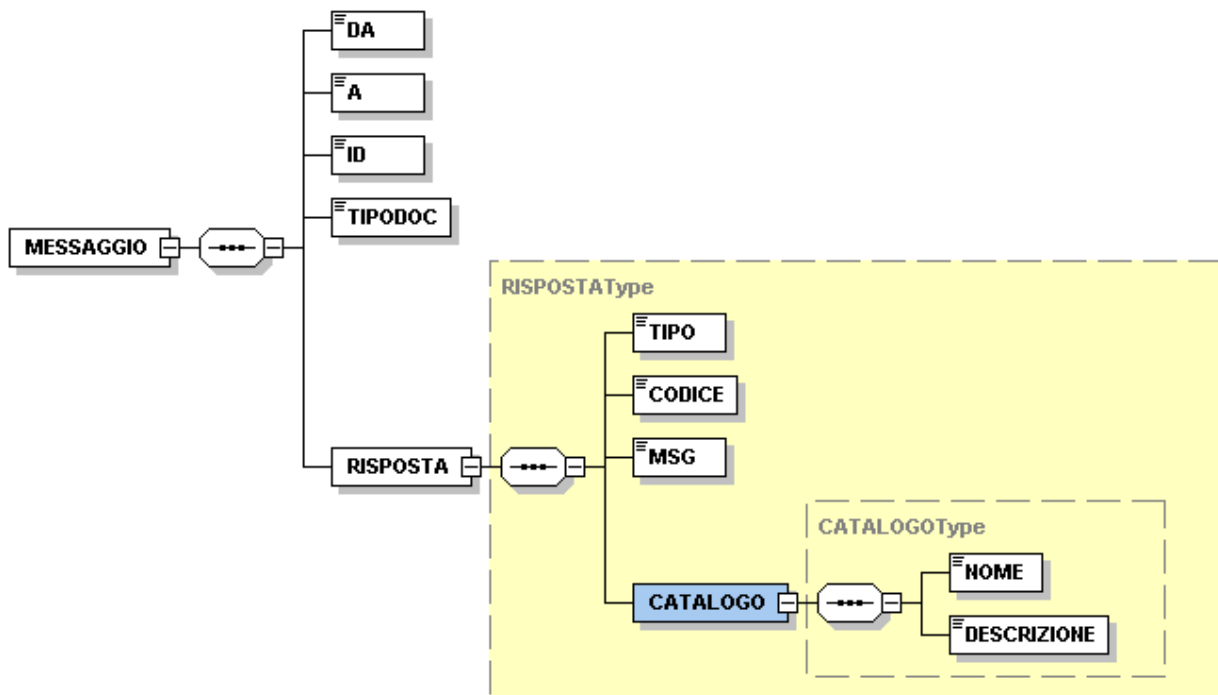 DA
A
ID
TIPODOC
MESSAGGIO
RISPOSTAType
TIPO
CODICE
MSG
RISPOSTA
CATALOGOType
NOME
CATALOGO
DESCRIZIONE